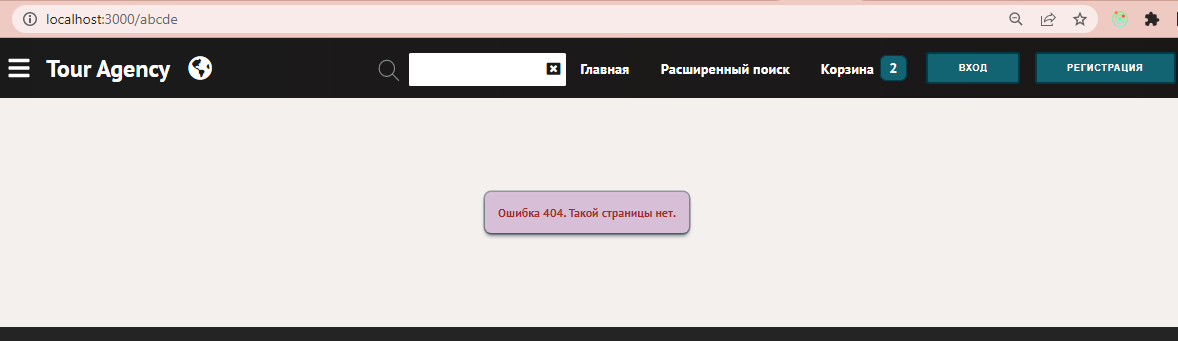 localhost:3000/abcde
Tour Agency Главная Расширенный поиск Корзина 2 ВХОД РЕГИСТРАЦИЯ
Ошибка 404. Такой страницы нет.